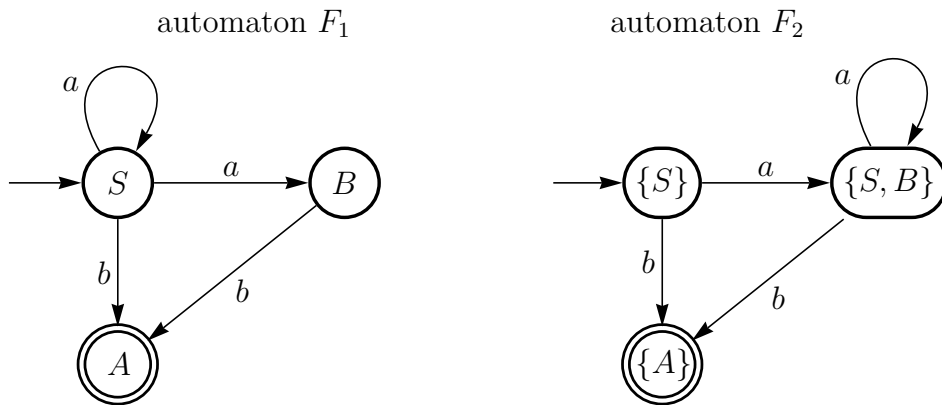 automaton F₁
automaton F₂
a
a
S
a
B
{S}
a
{S, B}
b
b
b
b
A
{A}